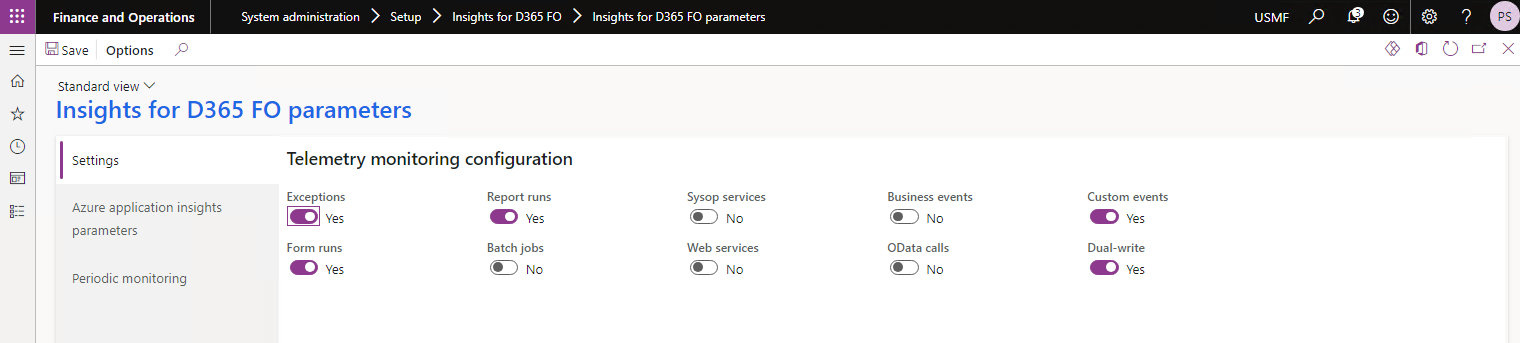 Finance and Operations System administration Setup Insights for D365 FO Insights for D365 FO parameters USMF 3 ? PS
Save Options
Standard view
Insights for D365 FO parameters
Settings
Azure application insights
parameters
Periodic monitoring
Telemetry monitoring configuration
Exceptions Report runs Sysop services Business events Custom events
Yes Yes No No Yes
Form runs Batch jobs Web services OData calls Dual-write
Yes No No No Yes